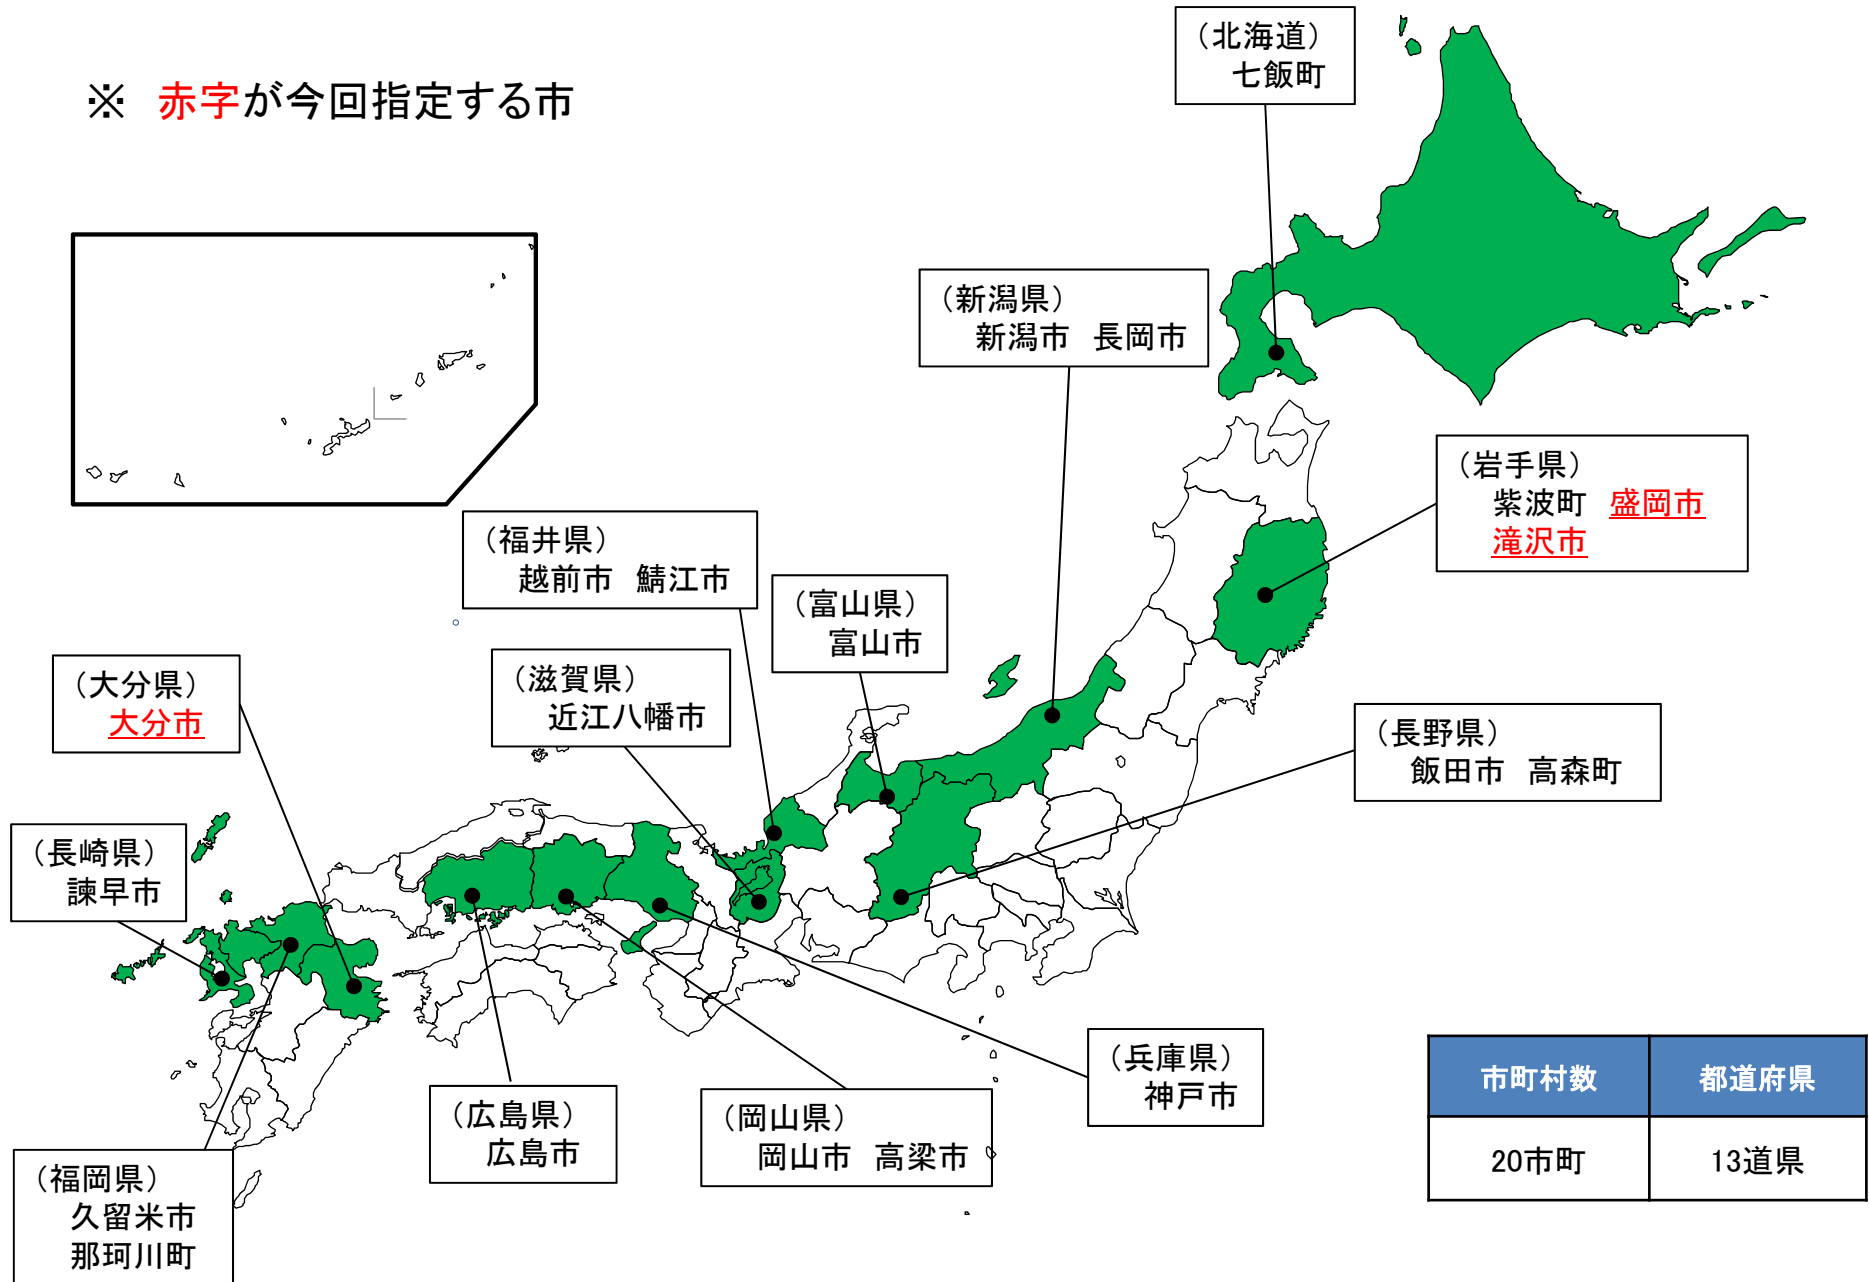 ※　赤字が今回指定する市
（北海道）
七飯町
（新潟県）
新潟市　長岡市
（岩手県）
紫波町　盛岡市
滝沢市
（福井県）
越前市　鯖江市
（富山県）
富山市
（滋賀県）
近江八幡市
（大分県）
大分市
（長野県）
飯田市　高森町
（長崎県）
諫早市
（兵庫県）
神戸市
（広島県）
広島市
（岡山県）
岡山市　高梁市
（福岡県）
久留米市
那珂川町
市町村数　都道府県
20市町　13道県